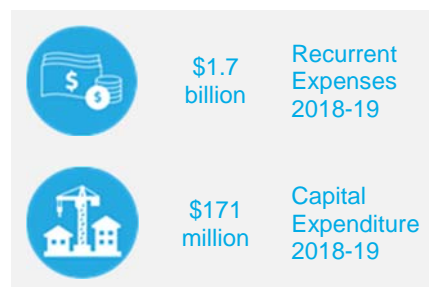 $
$
$1.7
billion
Recurrent
Expenses
2018-19
$171
million
Capital
Expenditure
2018-19